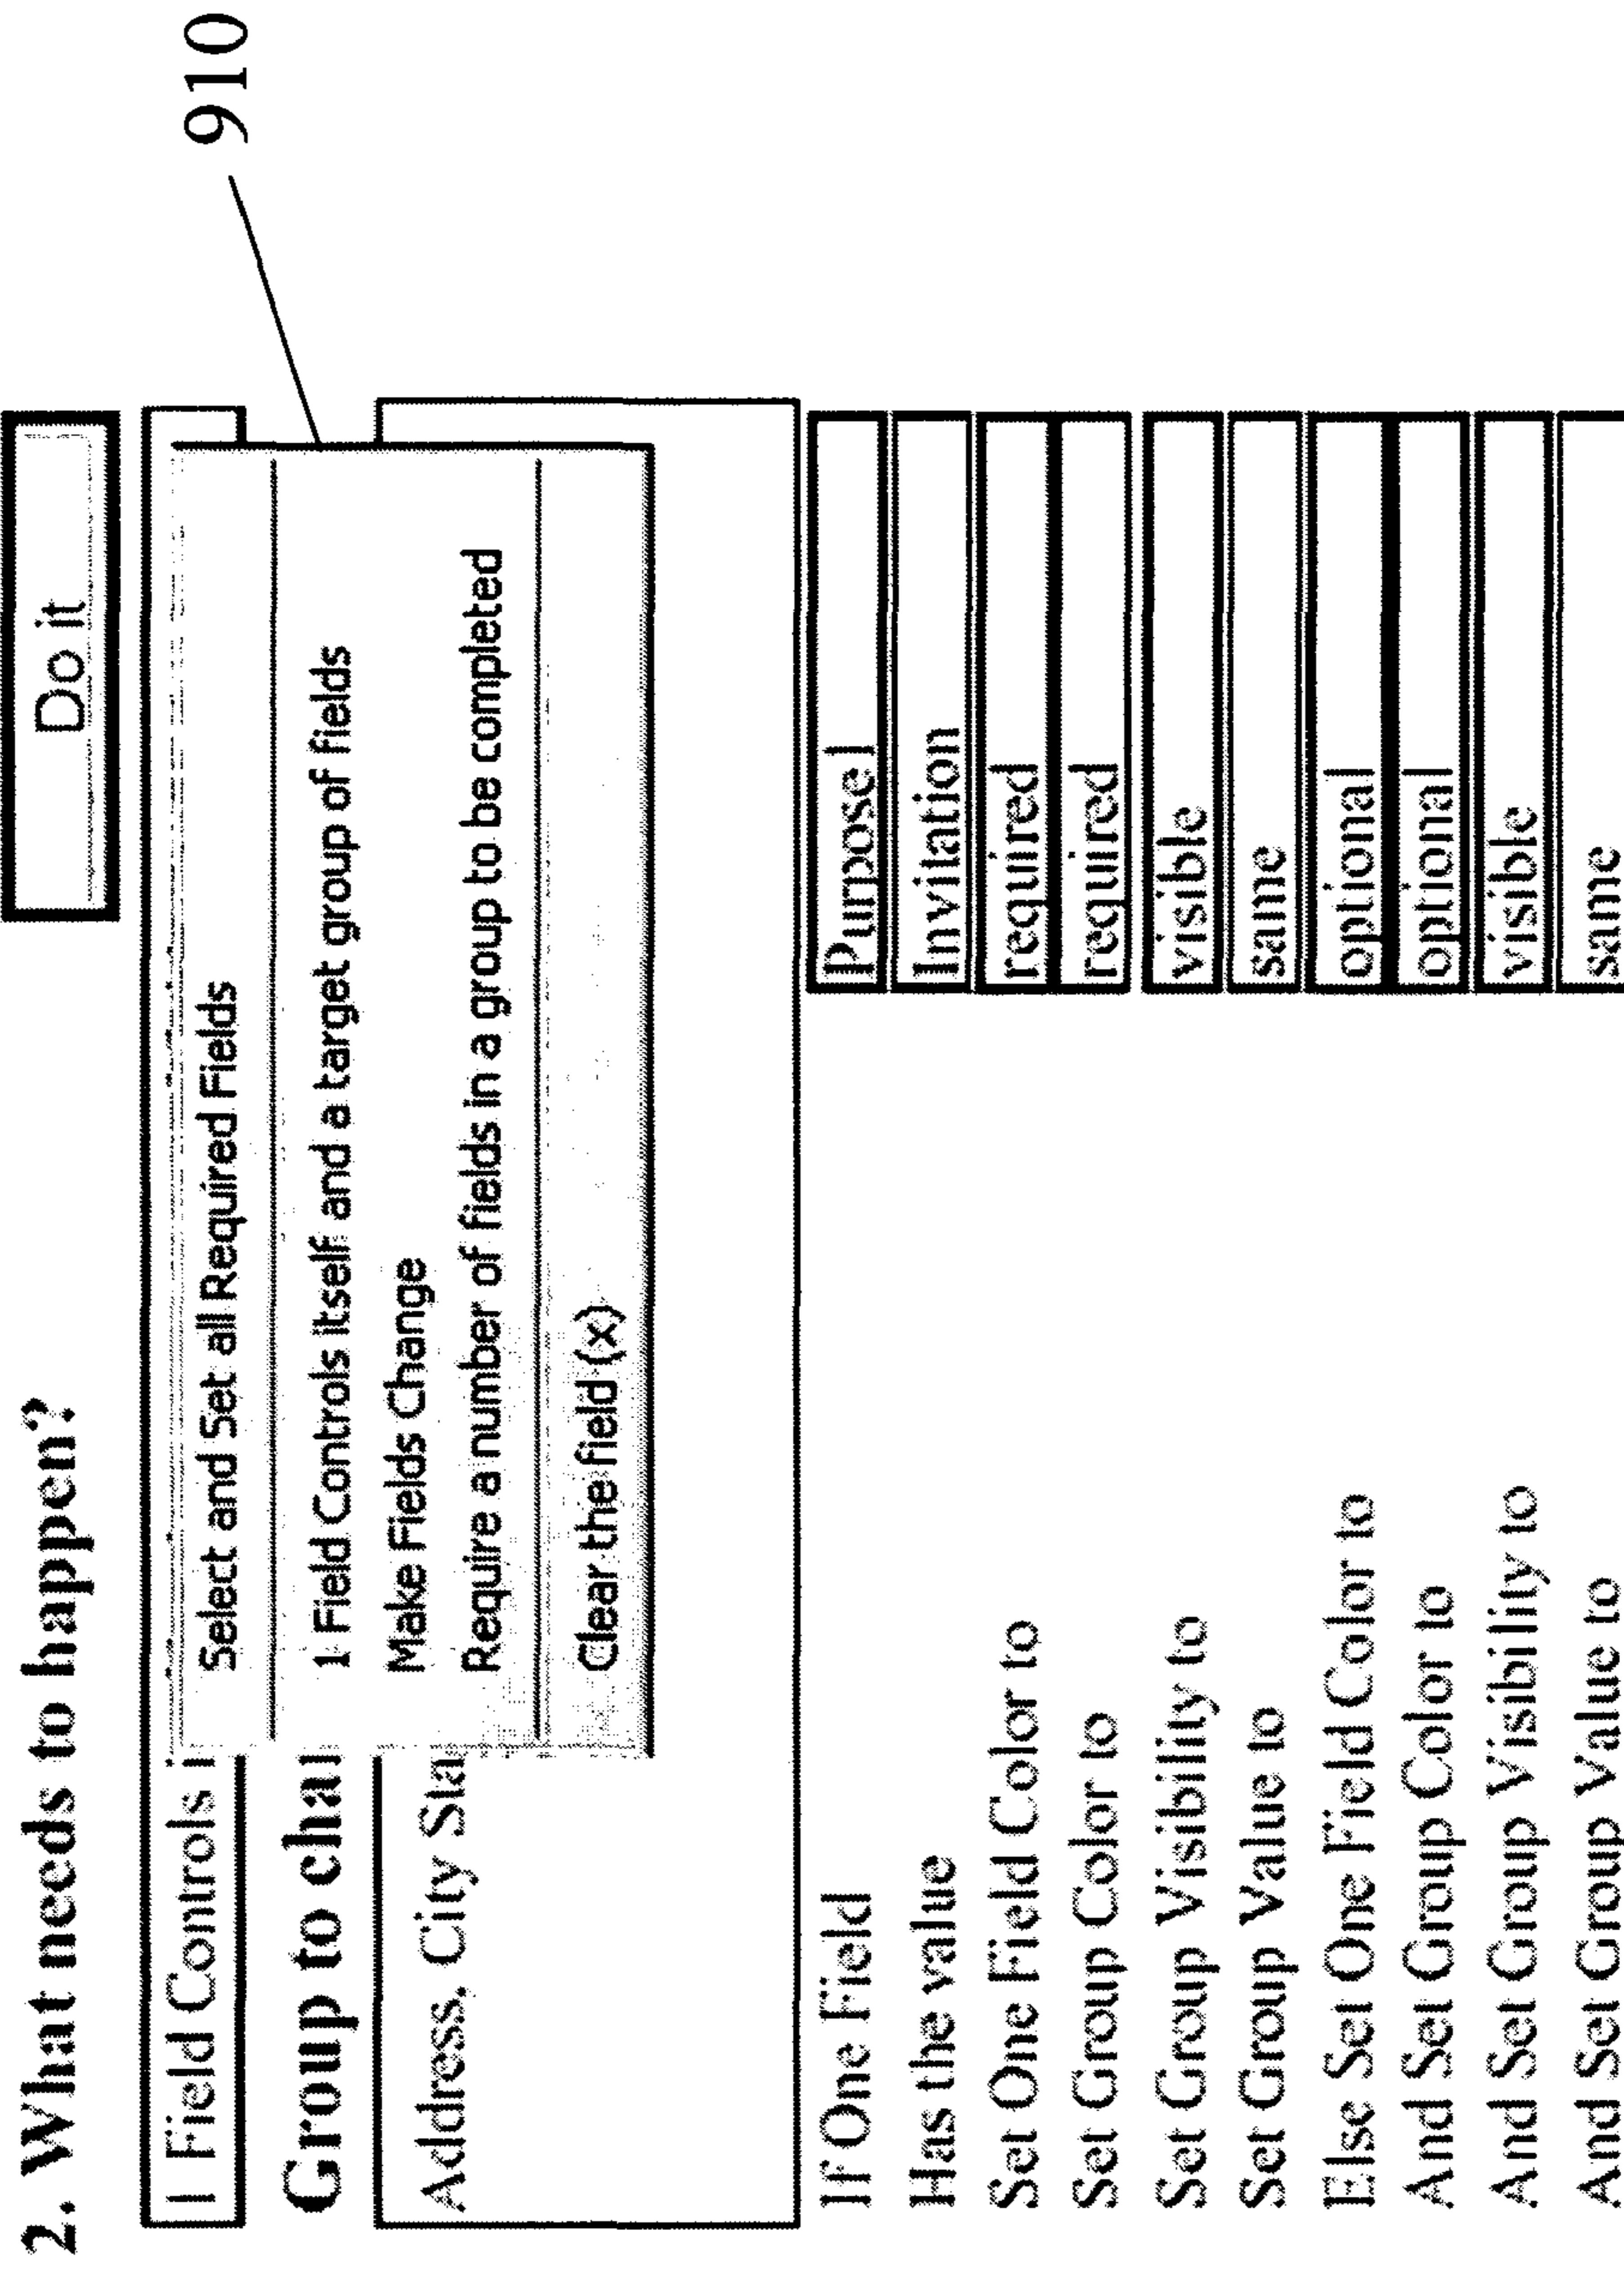 2. What needs to happen?
Do it
1 Field Controls
Select and Set all Required Fields
910
Group to
1 Field Controls itself and a target group of fields
Make Fields Change
Address, City
Require a number of fields in a group to be completed
Clear the field (x)
If One Field Purpose1
Has the value Invitation
Set One Field Color to required
Set Group Color to required
Set Group Visibility to visible
Set Group Value to same
Else Set One Field Color to optional
And Set Group Color to optional
And Set Group Visibility to visible
And Set Group Value to same